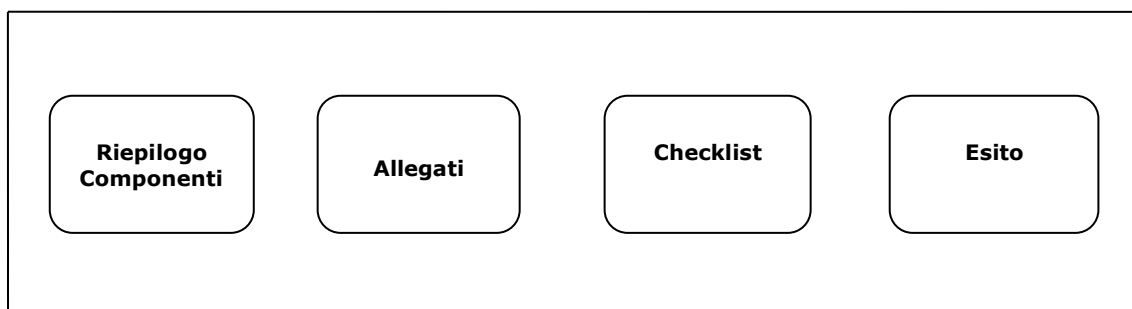 Riepilogo
Componenti
Allegati
Checklist
Esito